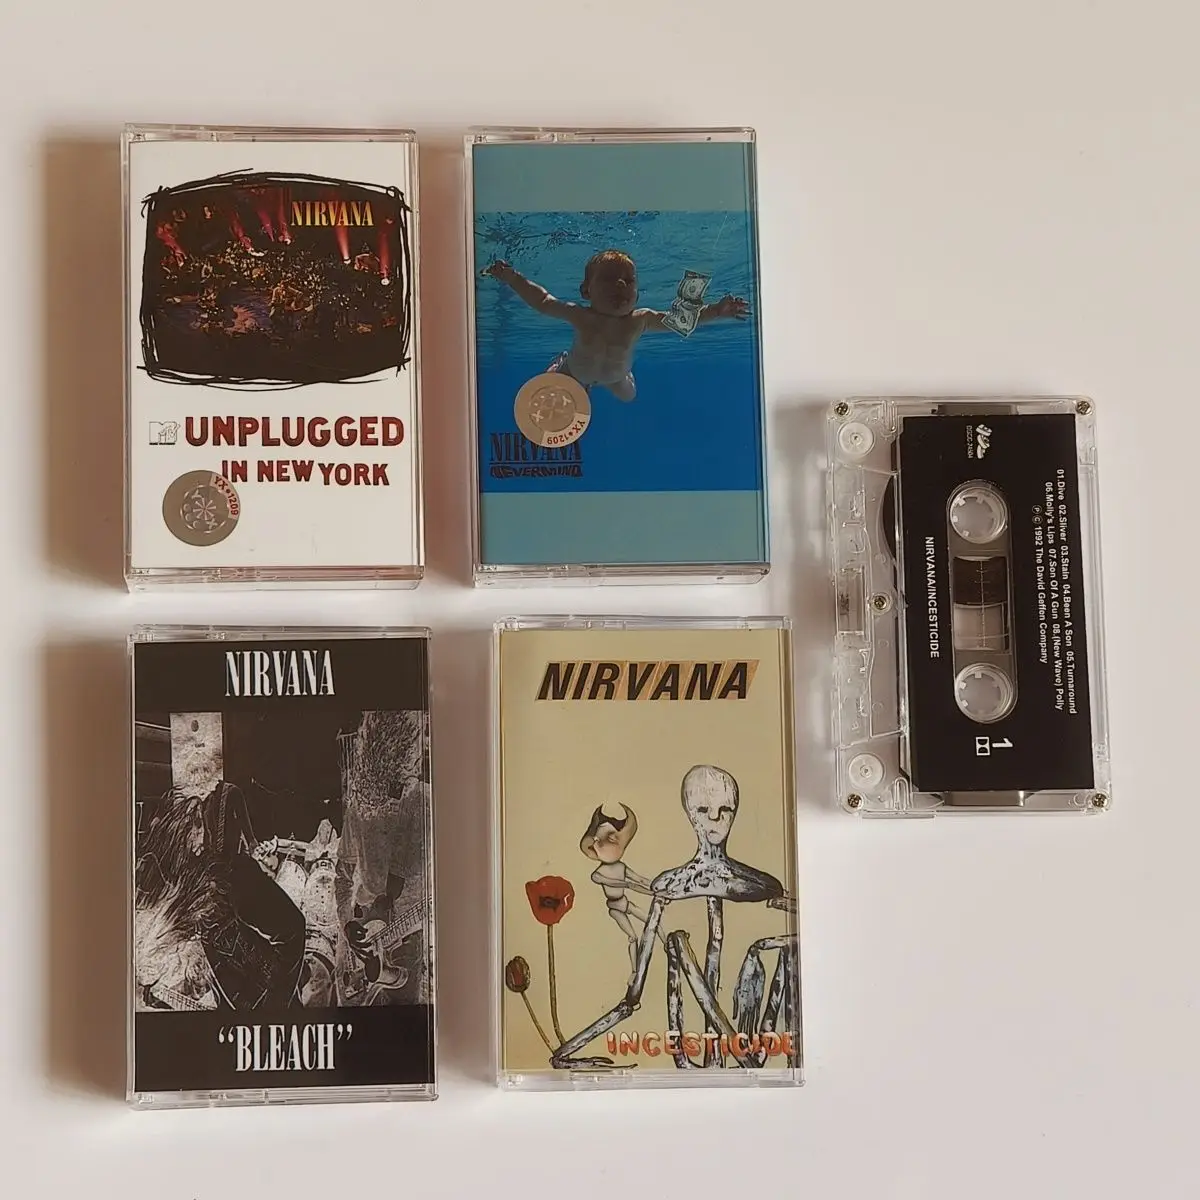 NIRVANA
MTV
UNPLUGGED
IN NEW YORK
YX•1209
NIRVANA
NEVERMIND
YX•1209
NIRVANA
"BLEACH"
NIRVANA
INCESTICIDE
01.Dive 02.Sliver 03.Stain 04.Been A Son 05.Turnaround
06.Molly's Lips 07.Son Of A Gun 08.(New Wave) Polly
℗ © 1992 The David Geffen Company
NIRVANA/INCESTICIDE
1